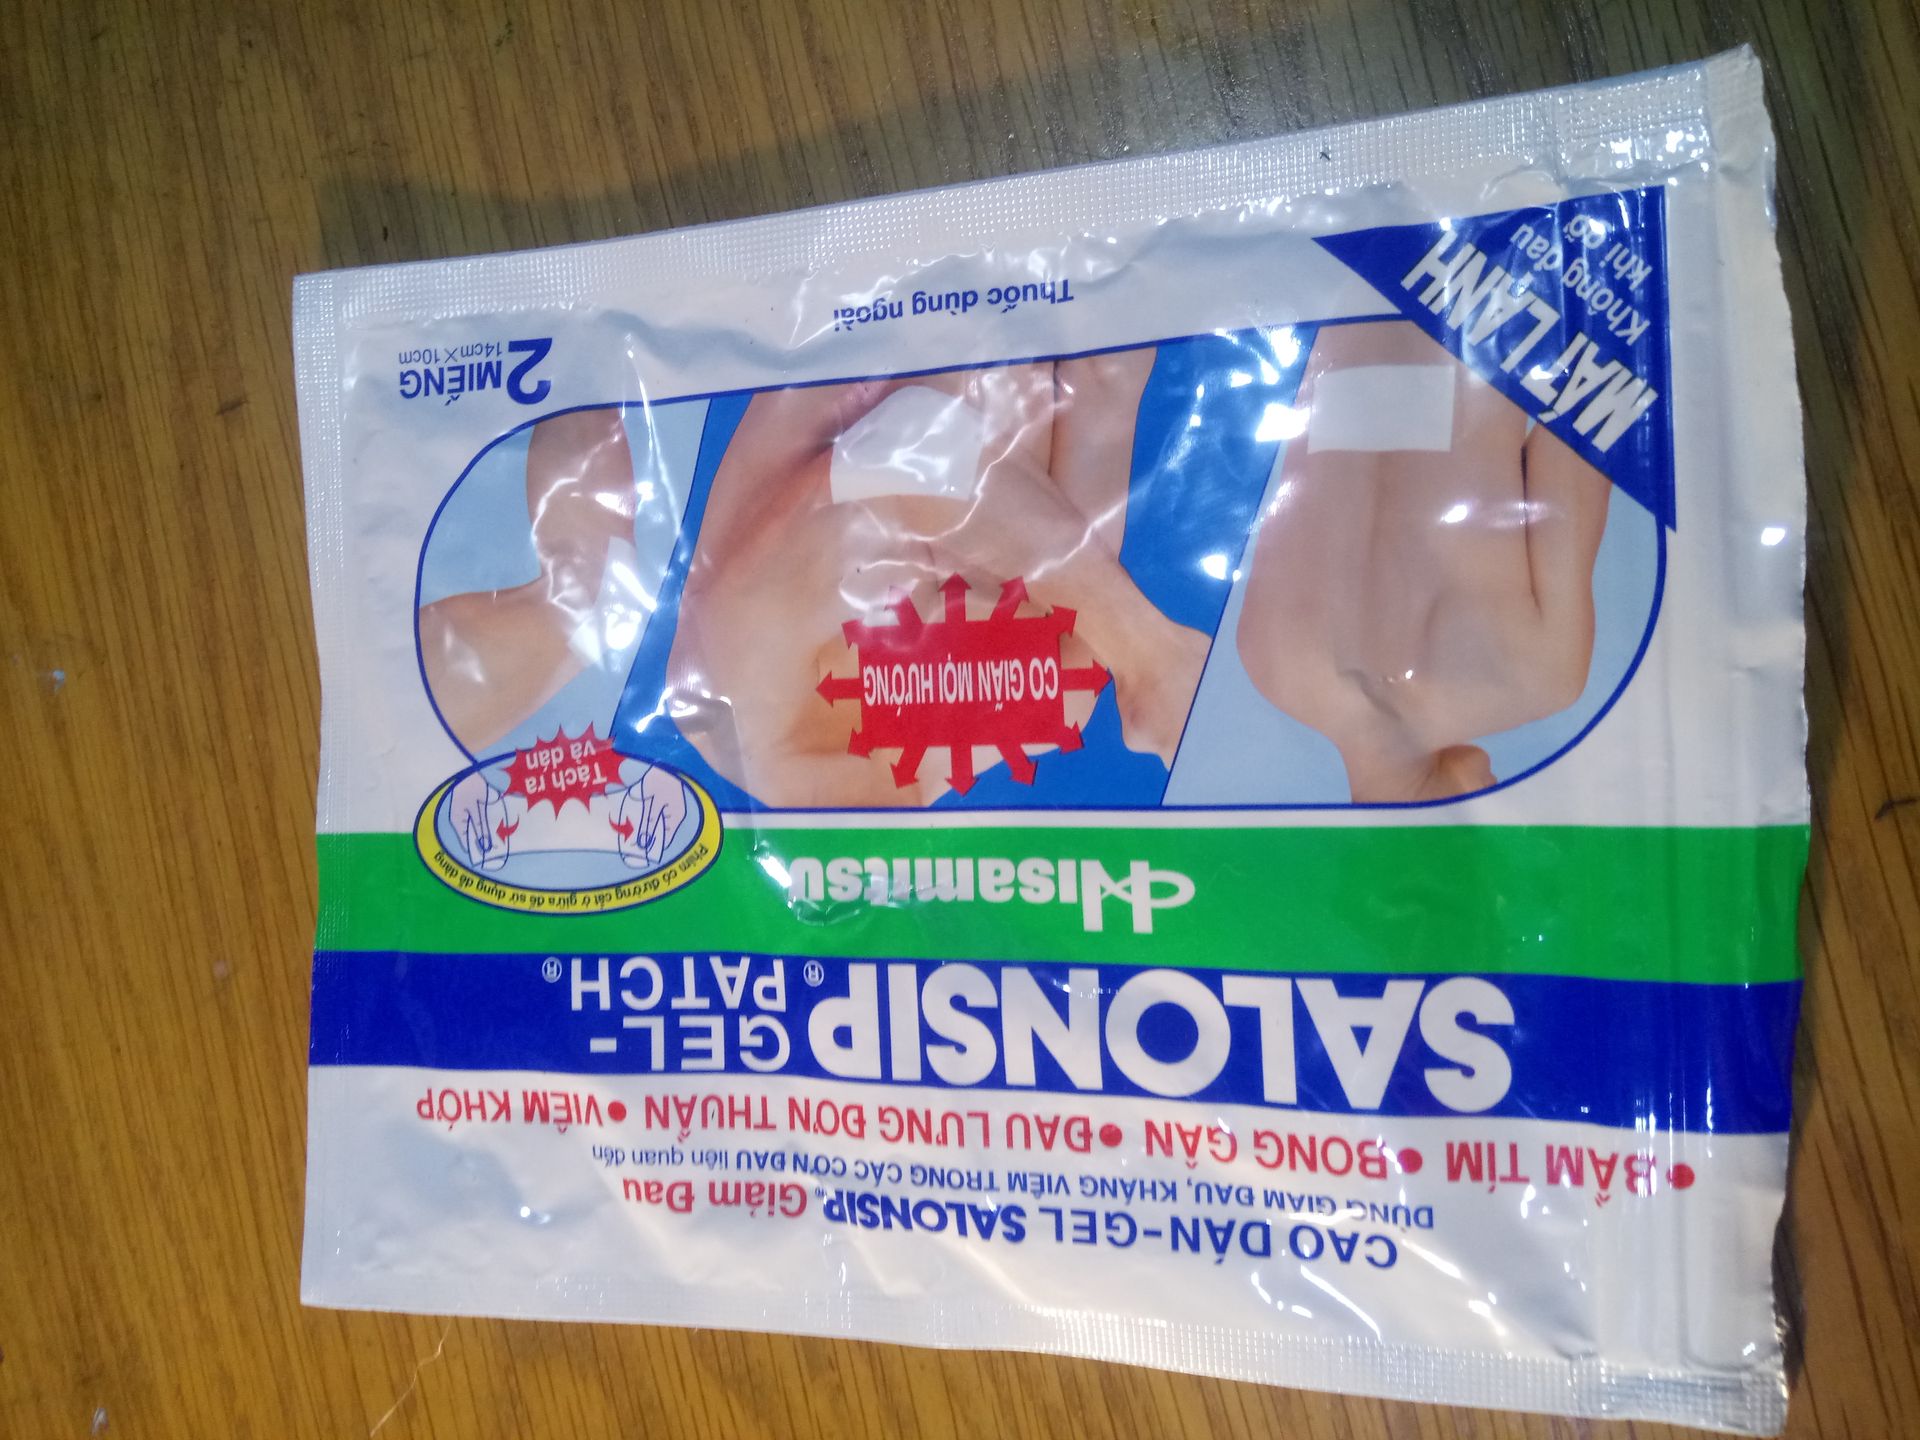 CAO DÁN-GEL SALONSIP® Giảm Đau
DÙNG GIẢM ĐAU, KHÁNG VIÊM TRONG CÁC CƠN ĐAU liên quan đến
•BẦM TÍM •BONG GÂN •ĐAU LƯNG ĐƠN THUẦN •VIÊM KHỚP
SALONSIP® GEL-
PATCH®
Hisamitsu
Phim có đường cắt ở giữa để sử dụng dễ dàng
Tách ra
và dán
CO GIÃN MỌI HƯỚNG
MÁT LẠNH
Không đau
khi gỡ
2 MIẾNG
14cm×10cm
Thuốc dùng ngoài